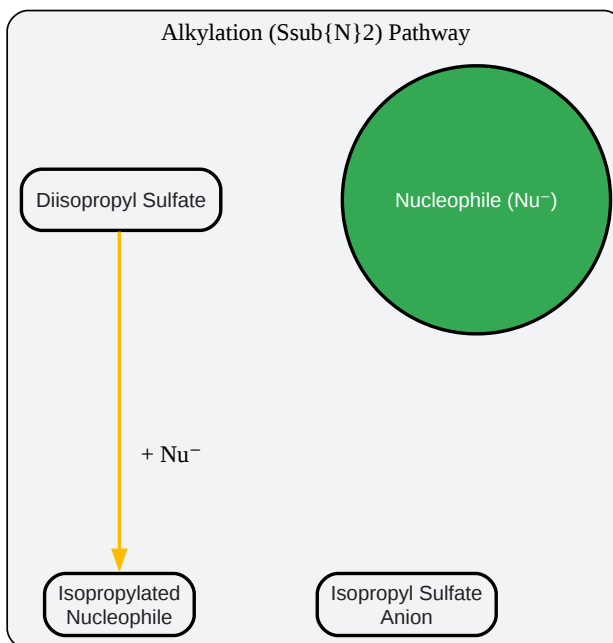 Alkylation (Ssub{N}2) Pathway
Diisopropyl Sulfate
Nucleophile (Nu⁻)
+ Nu⁻
Isopropylated
Nucleophile
Isopropyl Sulfate
Anion